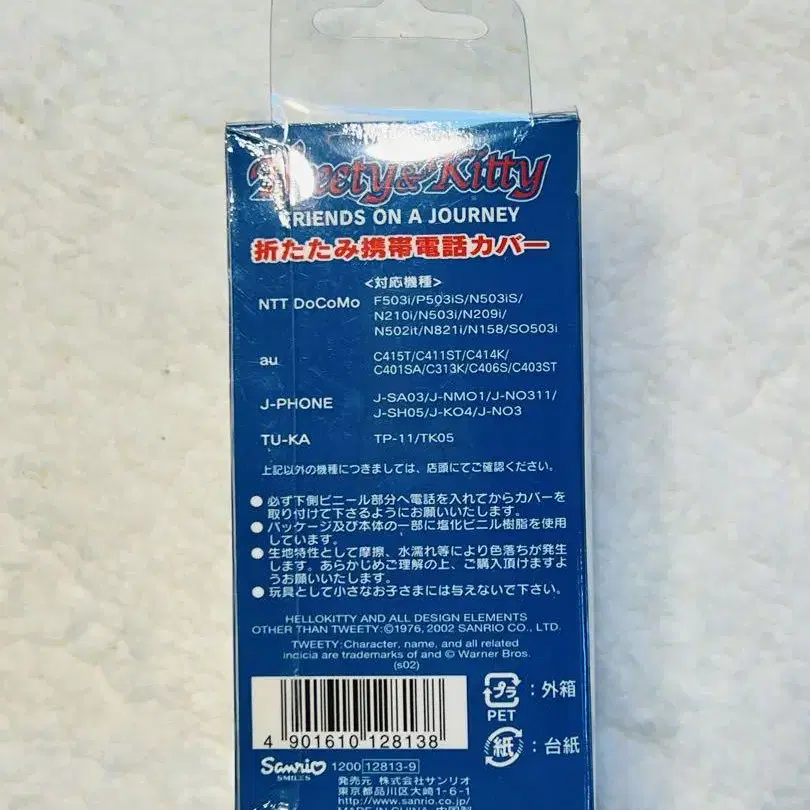 Tweety & Kitty
FRIENDS ON A JOURNEY
折たたみ携帯電話カバー
<対応機種>
NTT DoCoMo F503i/P503iS/N503iS/
N210i/N503i/N209i/
N502it/N821i/N158/SO503i
au C415T/C411ST/C414K/
C401SA/C313K/C406S/C403ST
J-PHONE J-SA03/J-NM01/J-N0311/
J-SH05/J-K04/J-N03
TU-KA TP-11/TK05
上記以外の機種につきましては、店頭にてご確認ください。
●必ず下側ビニール部分へ電話を入れてからカバーを
取り付けて下さるようにお願いいたします。
●パッケージ及び本体の一部に塩化ビニル樹脂を使用
しています。
●生地特性として摩擦、水濡れ等により色落ちが発生
します。あらかじめご理解の上、ご購入頂けますよ
うお願いいたします。
●玩具として小さなお子さまには与えないで下さい。
HELLOKITTY AND ALL DESIGN ELEMENTS
OTHER THAN TWEETY:©1976, 2002 SANRIO CO., LTD.
TWEETY:Character, name, and all related
indicia are trademarks of and © Warner Bros.
(s02)
プラ : 外箱
PET
紙 : 台紙
4 901610 128138
Sanrio SMILES 1200 12813-9
発売元 株式会社サンリオ
東京都品川区大崎1-6-1
http://www.sanrio.co.jp/
MADE IN CHINA 中国製